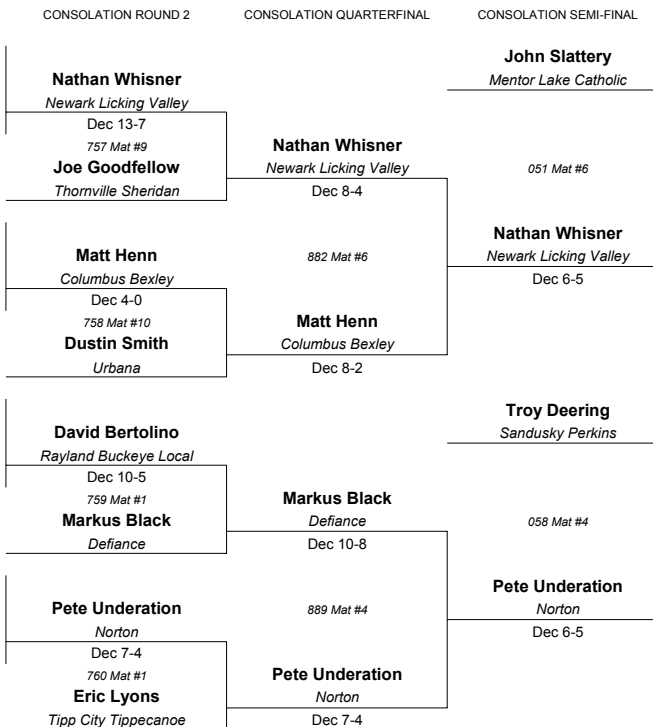 CONSOLATION ROUND 2
CONSOLATION QUARTERFINAL
CONSOLATION SEMI-FINAL
Nathan Whisner
Newark Licking Valley
Dec 13-7
757 Mat #9
Joe Goodfellow
Thornville Sheridan
Matt Henn
Columbus Bexley
Dec 4-0
758 Mat #10
Dustin Smith
Urbana
David Bertolino
Rayland Buckeye Local
Dec 10-5
759 Mat #1
Markus Black
Defiance
Pete Underation
Norton
Dec 7-4
760 Mat #1
Eric Lyons
Tipp City Tippecanoe
Nathan Whisner
Newark Licking Valley
Dec 8-4
882 Mat #6
Matt Henn
Columbus Bexley
Dec 8-2
Markus Black
Defiance
Dec 10-8
889 Mat #4
Pete Underation
Norton
Dec 7-4
John Slattery
Mentor Lake Catholic
051 Mat #6
Nathan Whisner
Newark Licking Valley
Dec 6-5
Troy Deering
Sandusky Perkins
058 Mat #4
Pete Underation
Norton
Dec 6-5